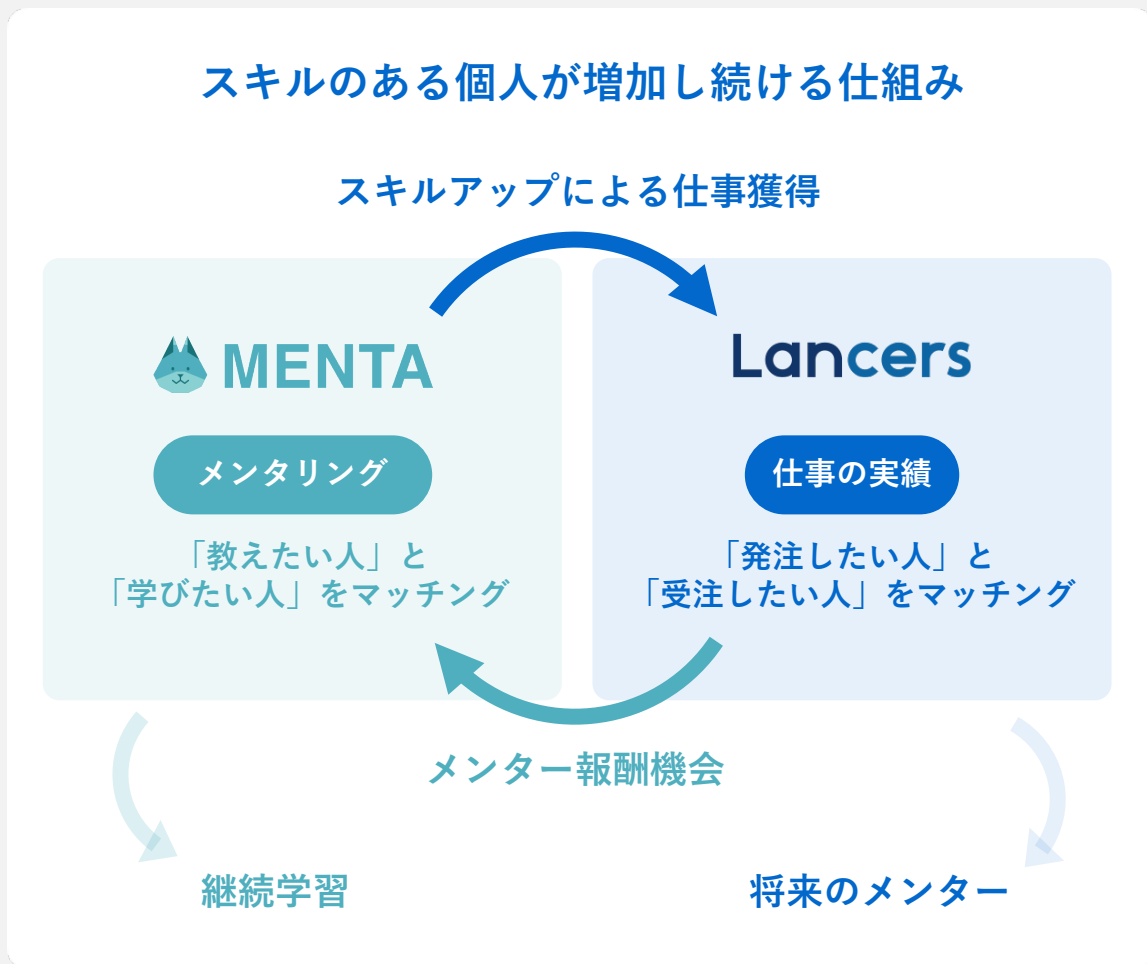 スキルのある個人が増加し続ける仕組み
スキルアップによる仕事獲得
MENTA
メンタリング
「教えたい人」と
「学びたい人」をマッチング
Lancers
仕事の実績
「発注したい人」と
「受注したい人」をマッチング
メンター報酬機会
継続学習
将来のメンター